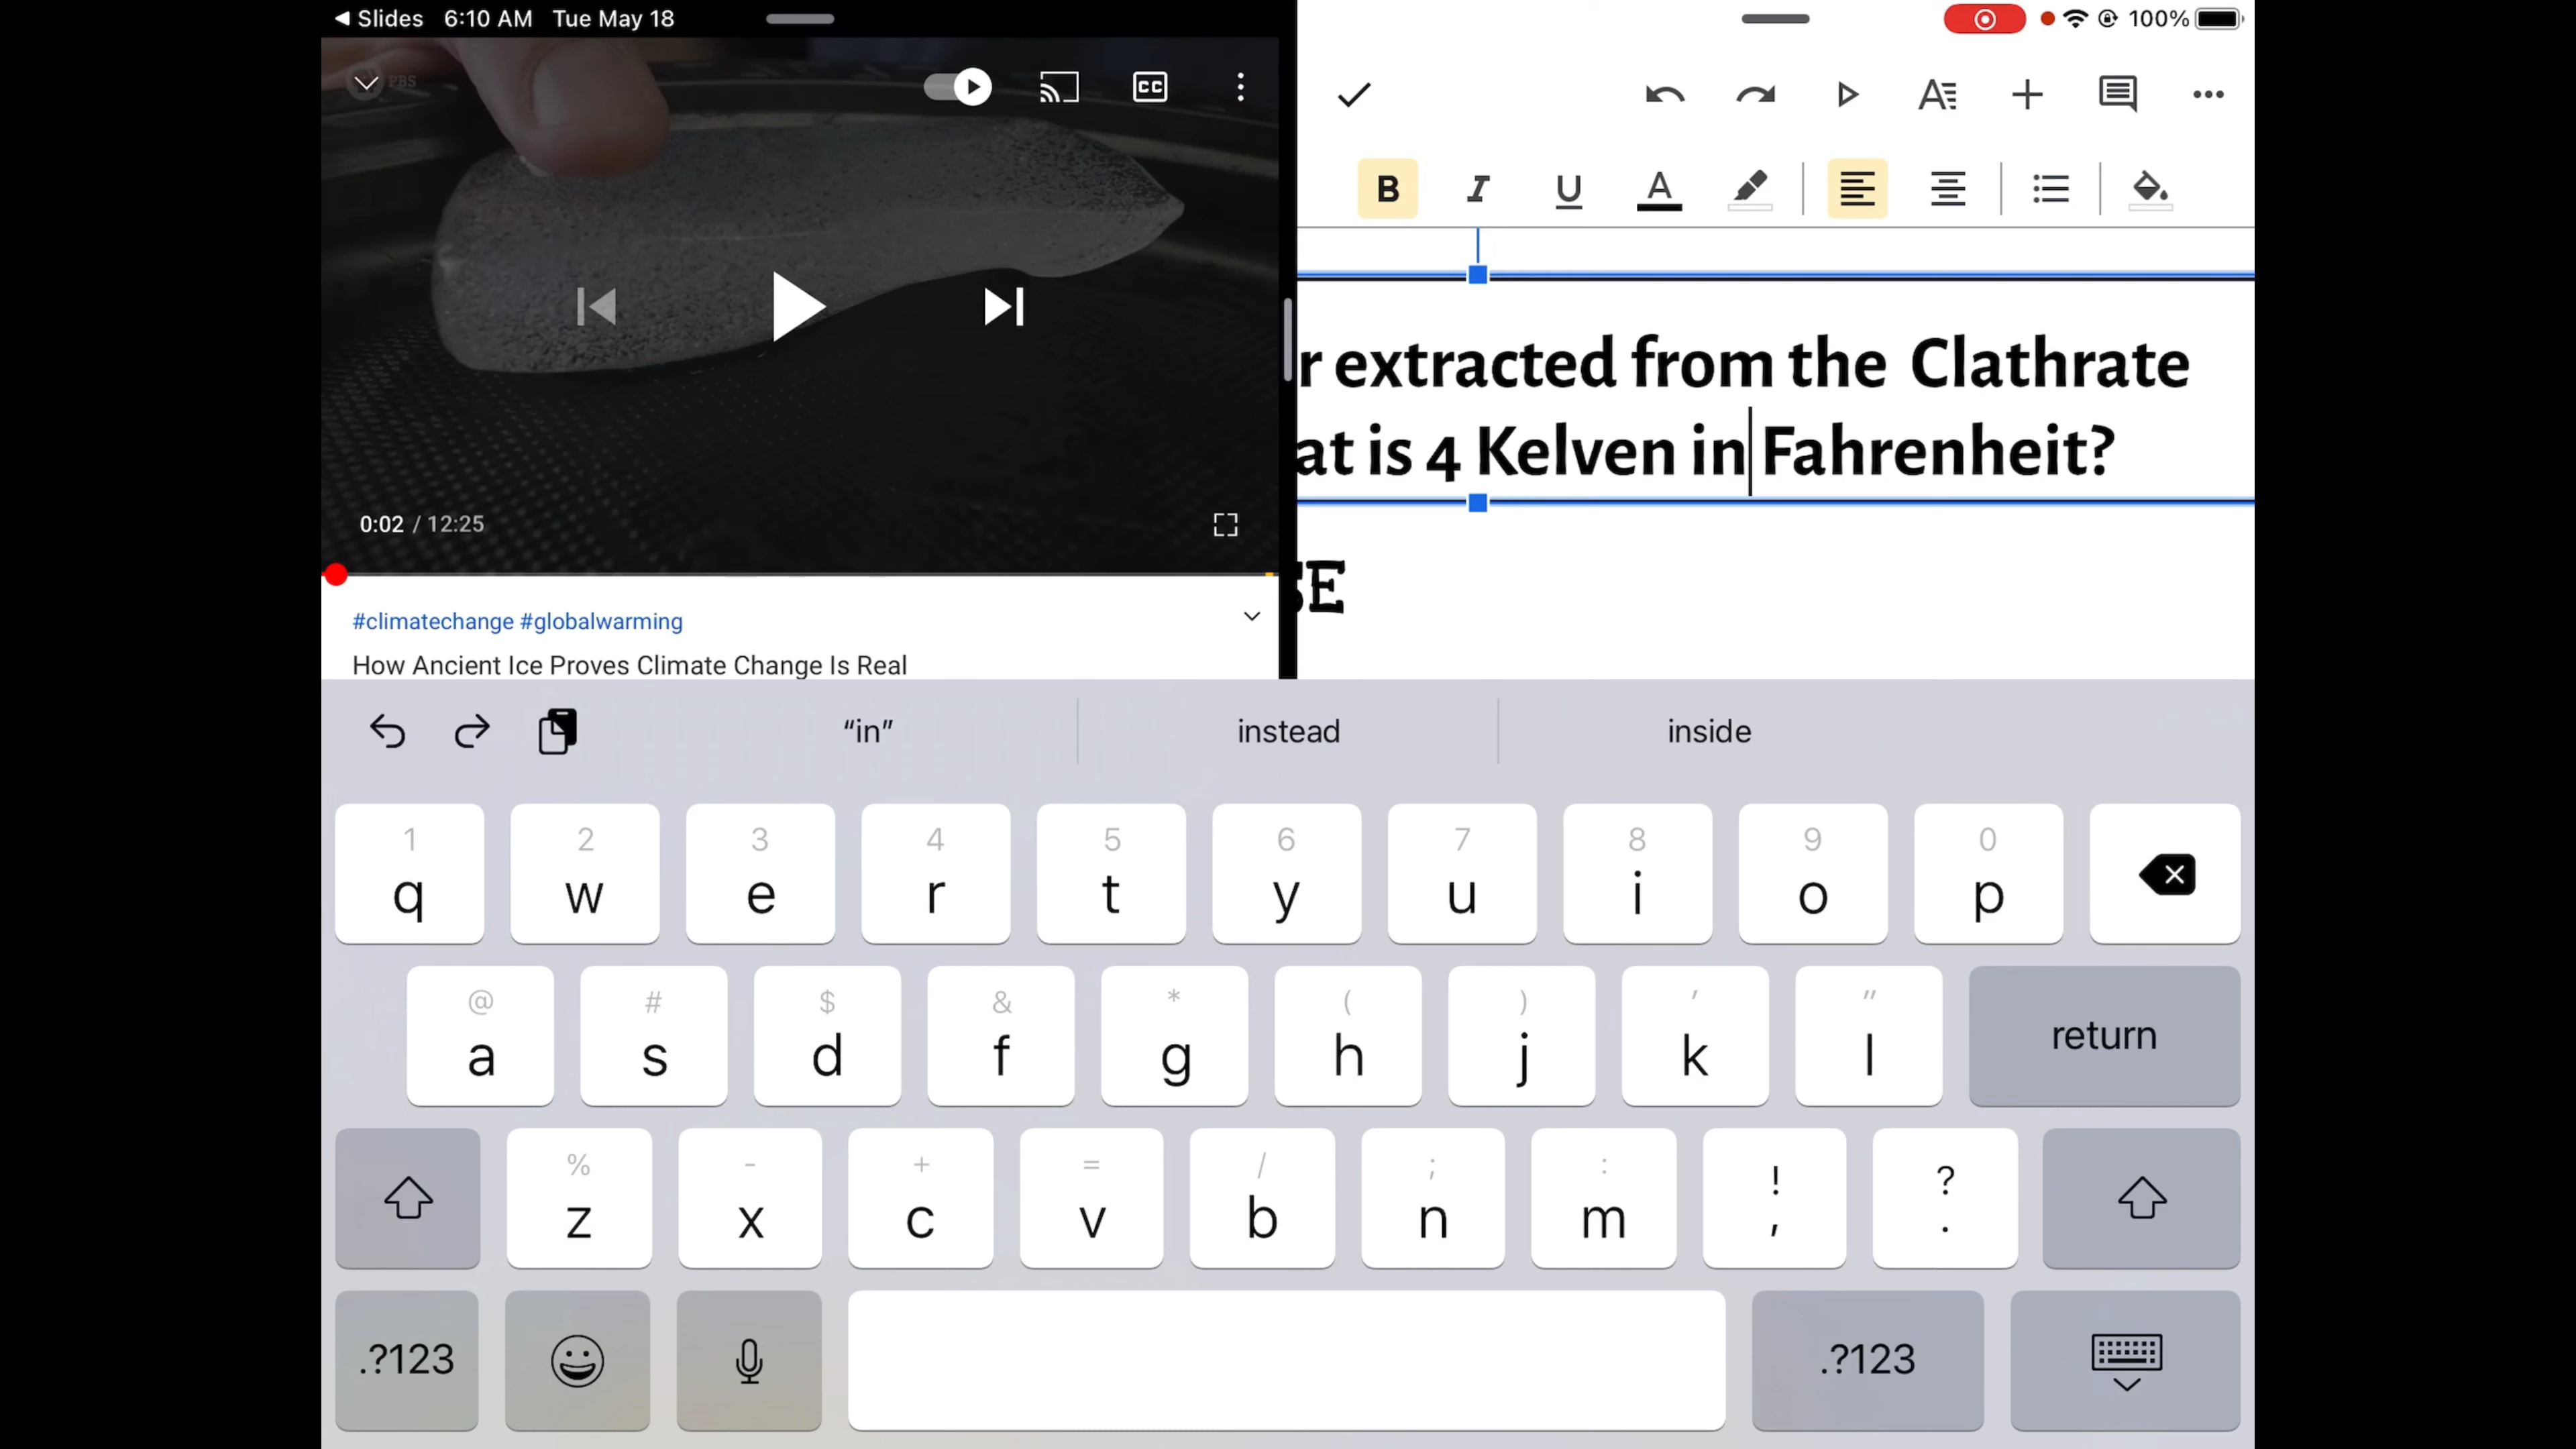 Slides 6:10 AM Tue May 18
100%
PBS
CC
B I U A
r extracted from the Clathrate
at is 4 Kelven in Fahrenheit?
0:02 / 12:25
E
#climatechange #globalwarming
How Ancient Ice Proves Climate Change Is Real
“in” instead inside
1 2 3 4 5 6 7 8 9 0
q w e r t y u i o p
@ # $ & * ( ) ' "
a s d f g h j k l return
% - + = / ; : ! ?
z x c v b n m , .
.?123 .?123